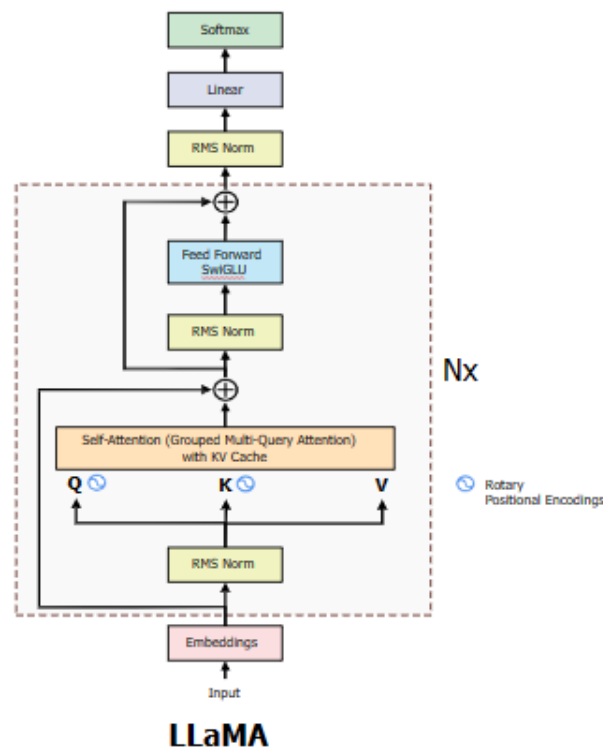 Softmax
Linear
RMS Norm
Feed Forward
SwiGLU
RMS Norm
Nx
Self-Attention (Grouped Multi-Query Attention)
with KV Cache
Q K V
Rotary
Positional Encodings
RMS Norm
Embeddings
Input
LLaMA